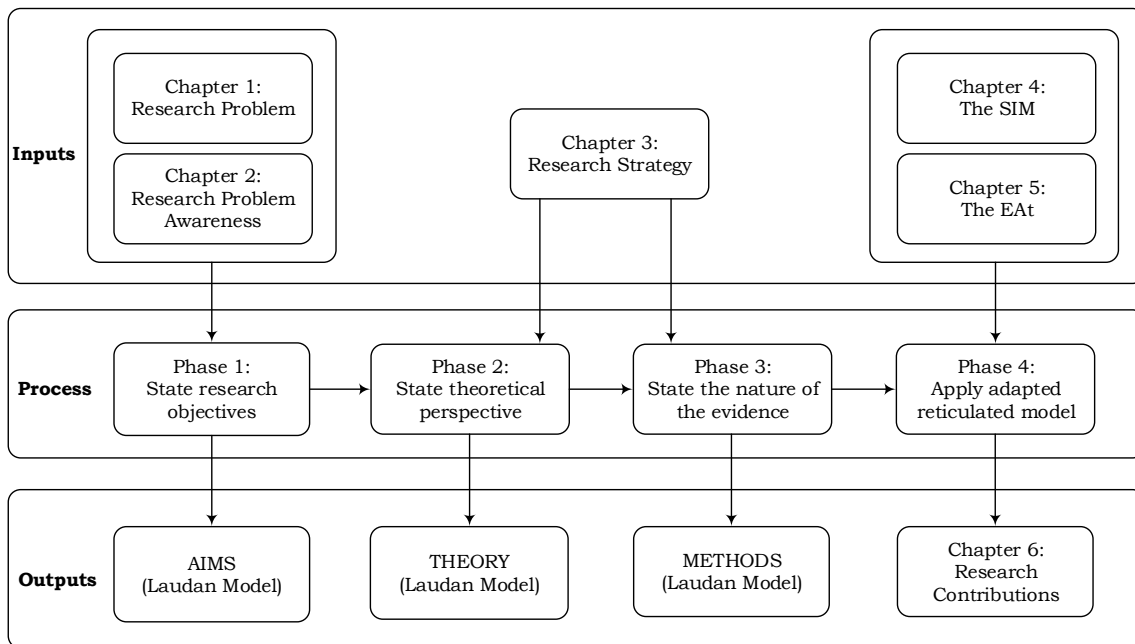 Inputs
Chapter 1:
Research Problem
Chapter 2:
Research Problem
Awareness
Chapter 3:
Research Strategy
Chapter 4:
The SIM
Chapter 5:
The EAt
Process
Phase 1:
State research
objectives
Phase 2:
State theoretical
perspective
Phase 3:
State the nature of
the evidence
Phase 4:
Apply adapted
reticulated model
Outputs
AIMS
(Laudan Model)
THEORY
(Laudan Model)
METHODS
(Laudan Model)
Chapter 6:
Research
Contributions